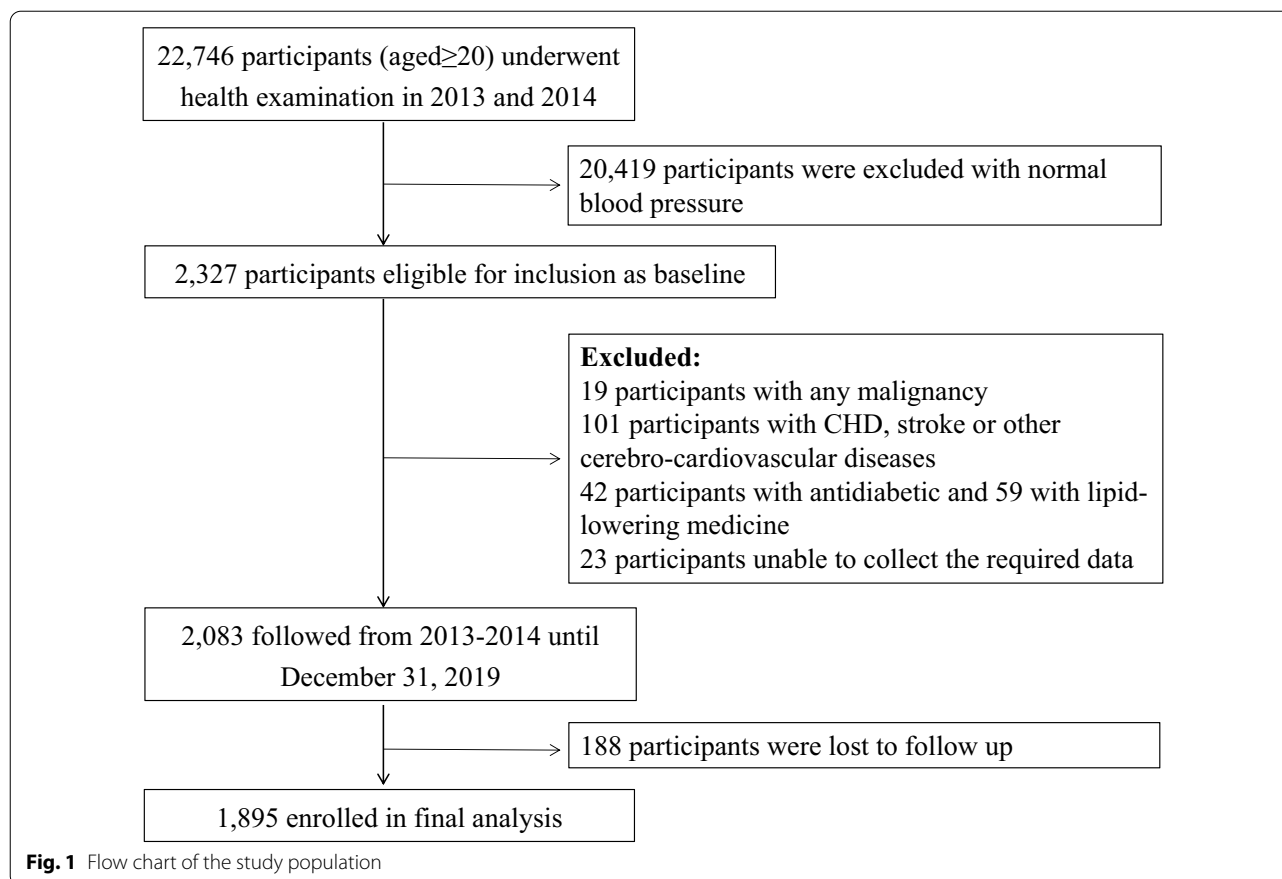 22,746 participants (aged≥20) underwent
health examination in 2013 and 2014
20,419 participants were excluded with normal
blood pressure
2,327 participants eligible for inclusion as baseline
Excluded:
19 participants with any malignancy
101 participants with CHD, stroke or other
cerebro-cardiovascular diseases
42 participants with antidiabetic and 59 with lipid-
lowering medicine
23 participants unable to collect the required data
2,083 followed from 2013-2014 until
December 31, 2019
188 participants were lost to follow up
1,895 enrolled in final analysis
Fig. 1 Flow chart of the study population